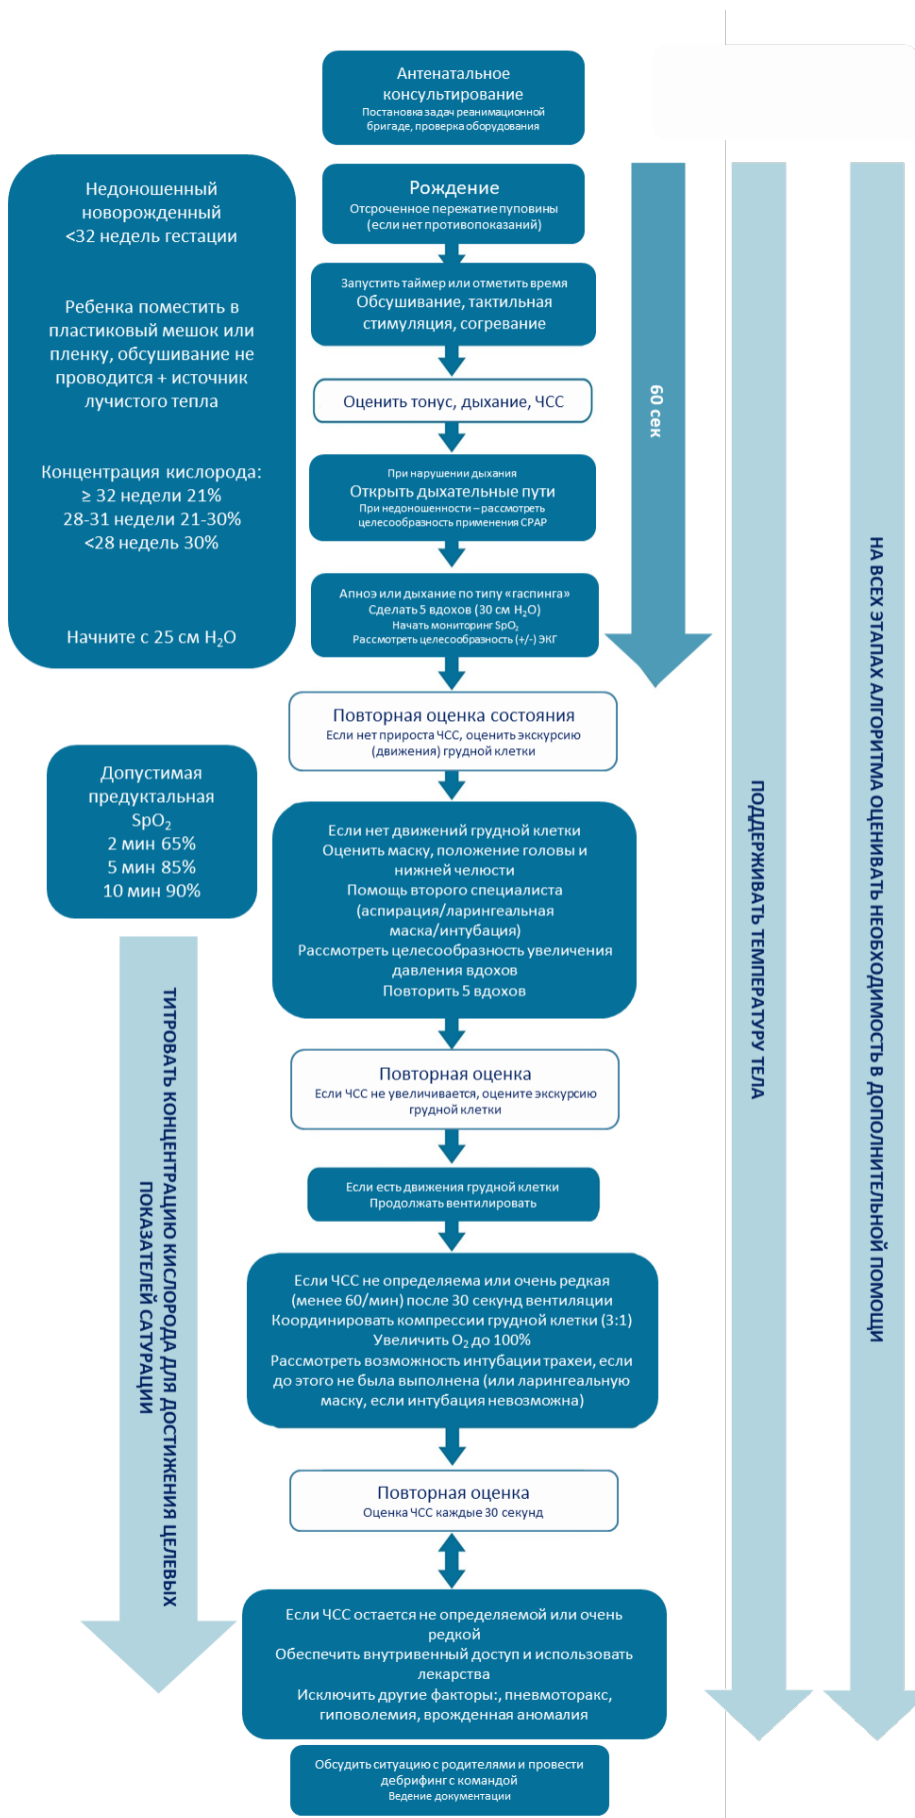 Антенатальное
консультирование
Постановка задач реанимационной
бригаде, проверка оборудования
Рождение
Отсроченное пережатие пуповины
(если нет противопоказаний)
Запустить таймер или отметить время
Обсушивание, тактильная
стимуляция, согревание
Оценить тонус, дыхание, ЧСС
При нарушении дыхания
Открыть дыхательные пути
При недоношенности – рассмотреть
целесообразность применения CPAP
Апноэ или дыхание по типу «гаспинга»
Сделать 5 вдохов (30 см H₂O)
Начать мониторинг SpO₂
Рассмотреть целесообразность (+/-) ЭКГ
Повторная оценка состояния
Если нет прироста ЧСС, оценить экскурсию
(движения) грудной клетки
Если нет движений грудной клетки
Оценить маску, положение головы и
нижней челюсти
Помощь второго специалиста
(аспирация/ларингеальная
маска/интубация)
Рассмотреть целесообразность увеличения
давления вдохов
Повторить 5 вдохов
Повторная оценка
Если ЧСС не увеличивается, оцените экскурсию
грудной клетки
Если есть движения грудной клетки
Продолжать вентилировать
Если ЧСС не определяема или очень редкая
(менее 60/мин) после 30 секунд вентиляции
Координировать компрессии грудной клетки (3:1)
Увеличить O₂ до 100%
Рассмотреть возможность интубации трахеи, если
до этого не была выполнена (или ларингеальную
маску, если интубация невозможна)
Повторная оценка
Оценка ЧСС каждые 30 секунд
Если ЧСС остается не определяемой или очень
редкой
Обеспечить внутривенный доступ и использовать
лекарства
Исключить другие факторы:, пневмоторакс,
гиповолемия, врожденная аномалия
Обсудить ситуацию с родителями и провести
дебрифинг с командой
Ведение документации
Недоношенный
новорожденный
<32 недель гестации
Ребенка поместить в
пластиковый мешок или
пленку, обсушивание не
проводится + источник
лучистого тепла
Концентрация кислорода:
≥ 32 недели 21%
28-31 недели 21-30%
<28 недель 30%
Начните с 25 см H₂O
Допустимая
предуктальная
SpO₂
2 мин 65%
5 мин 85%
10 мин 90%
ТИТРОВАТЬ КОНЦЕНТРАЦИЮ КИСЛОРОДА ДЛЯ ДОСТИЖЕНИЯ ЦЕЛЕВЫХ
ПОКАЗАТЕЛЕЙ САТУРАЦИИ
60 сек
ПОДДЕРЖИВАТЬ ТЕМПЕРАТУРУ ТЕЛА
НА ВСЕХ ЭТАПАХ АЛГОРИТМА ОЦЕНИВАТЬ НЕОБХОДИМОСТЬ В ДОПОЛНИТЕЛЬНОЙ ПОМОЩИ